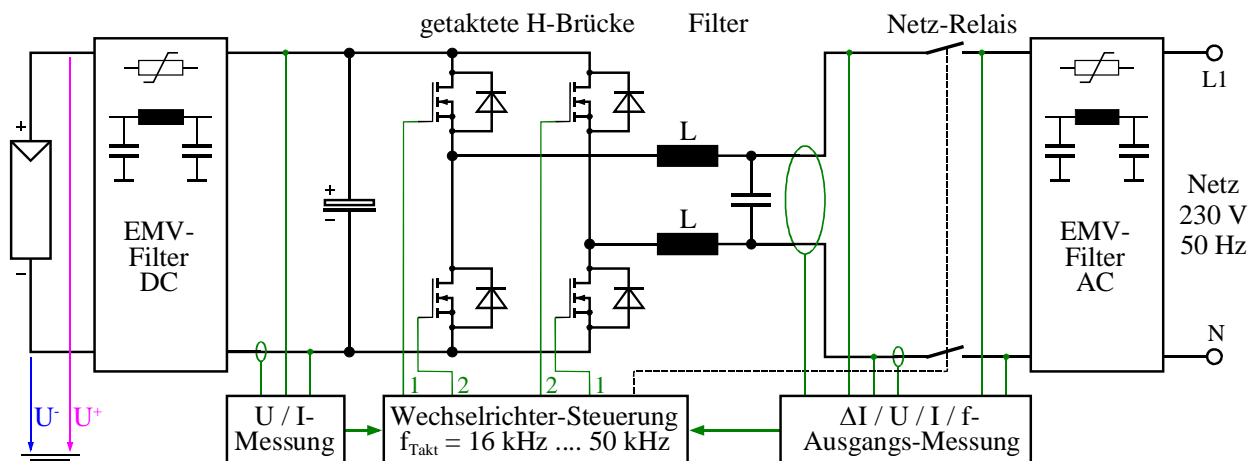 getaktete H-Brücke
Filter
Netz-Relais
L1
+
−
EMV-
Filter
DC
+
−
L
L
EMV-
Filter
AC
Netz
230 V
50 Hz
N
U-
U+
1
2
2
1
U / I-
Messung
Wechselrichter-Steuerung
fTakt = 16 kHz .... 50 kHz
ΔI / U / I / f-
Ausgangs-Messung